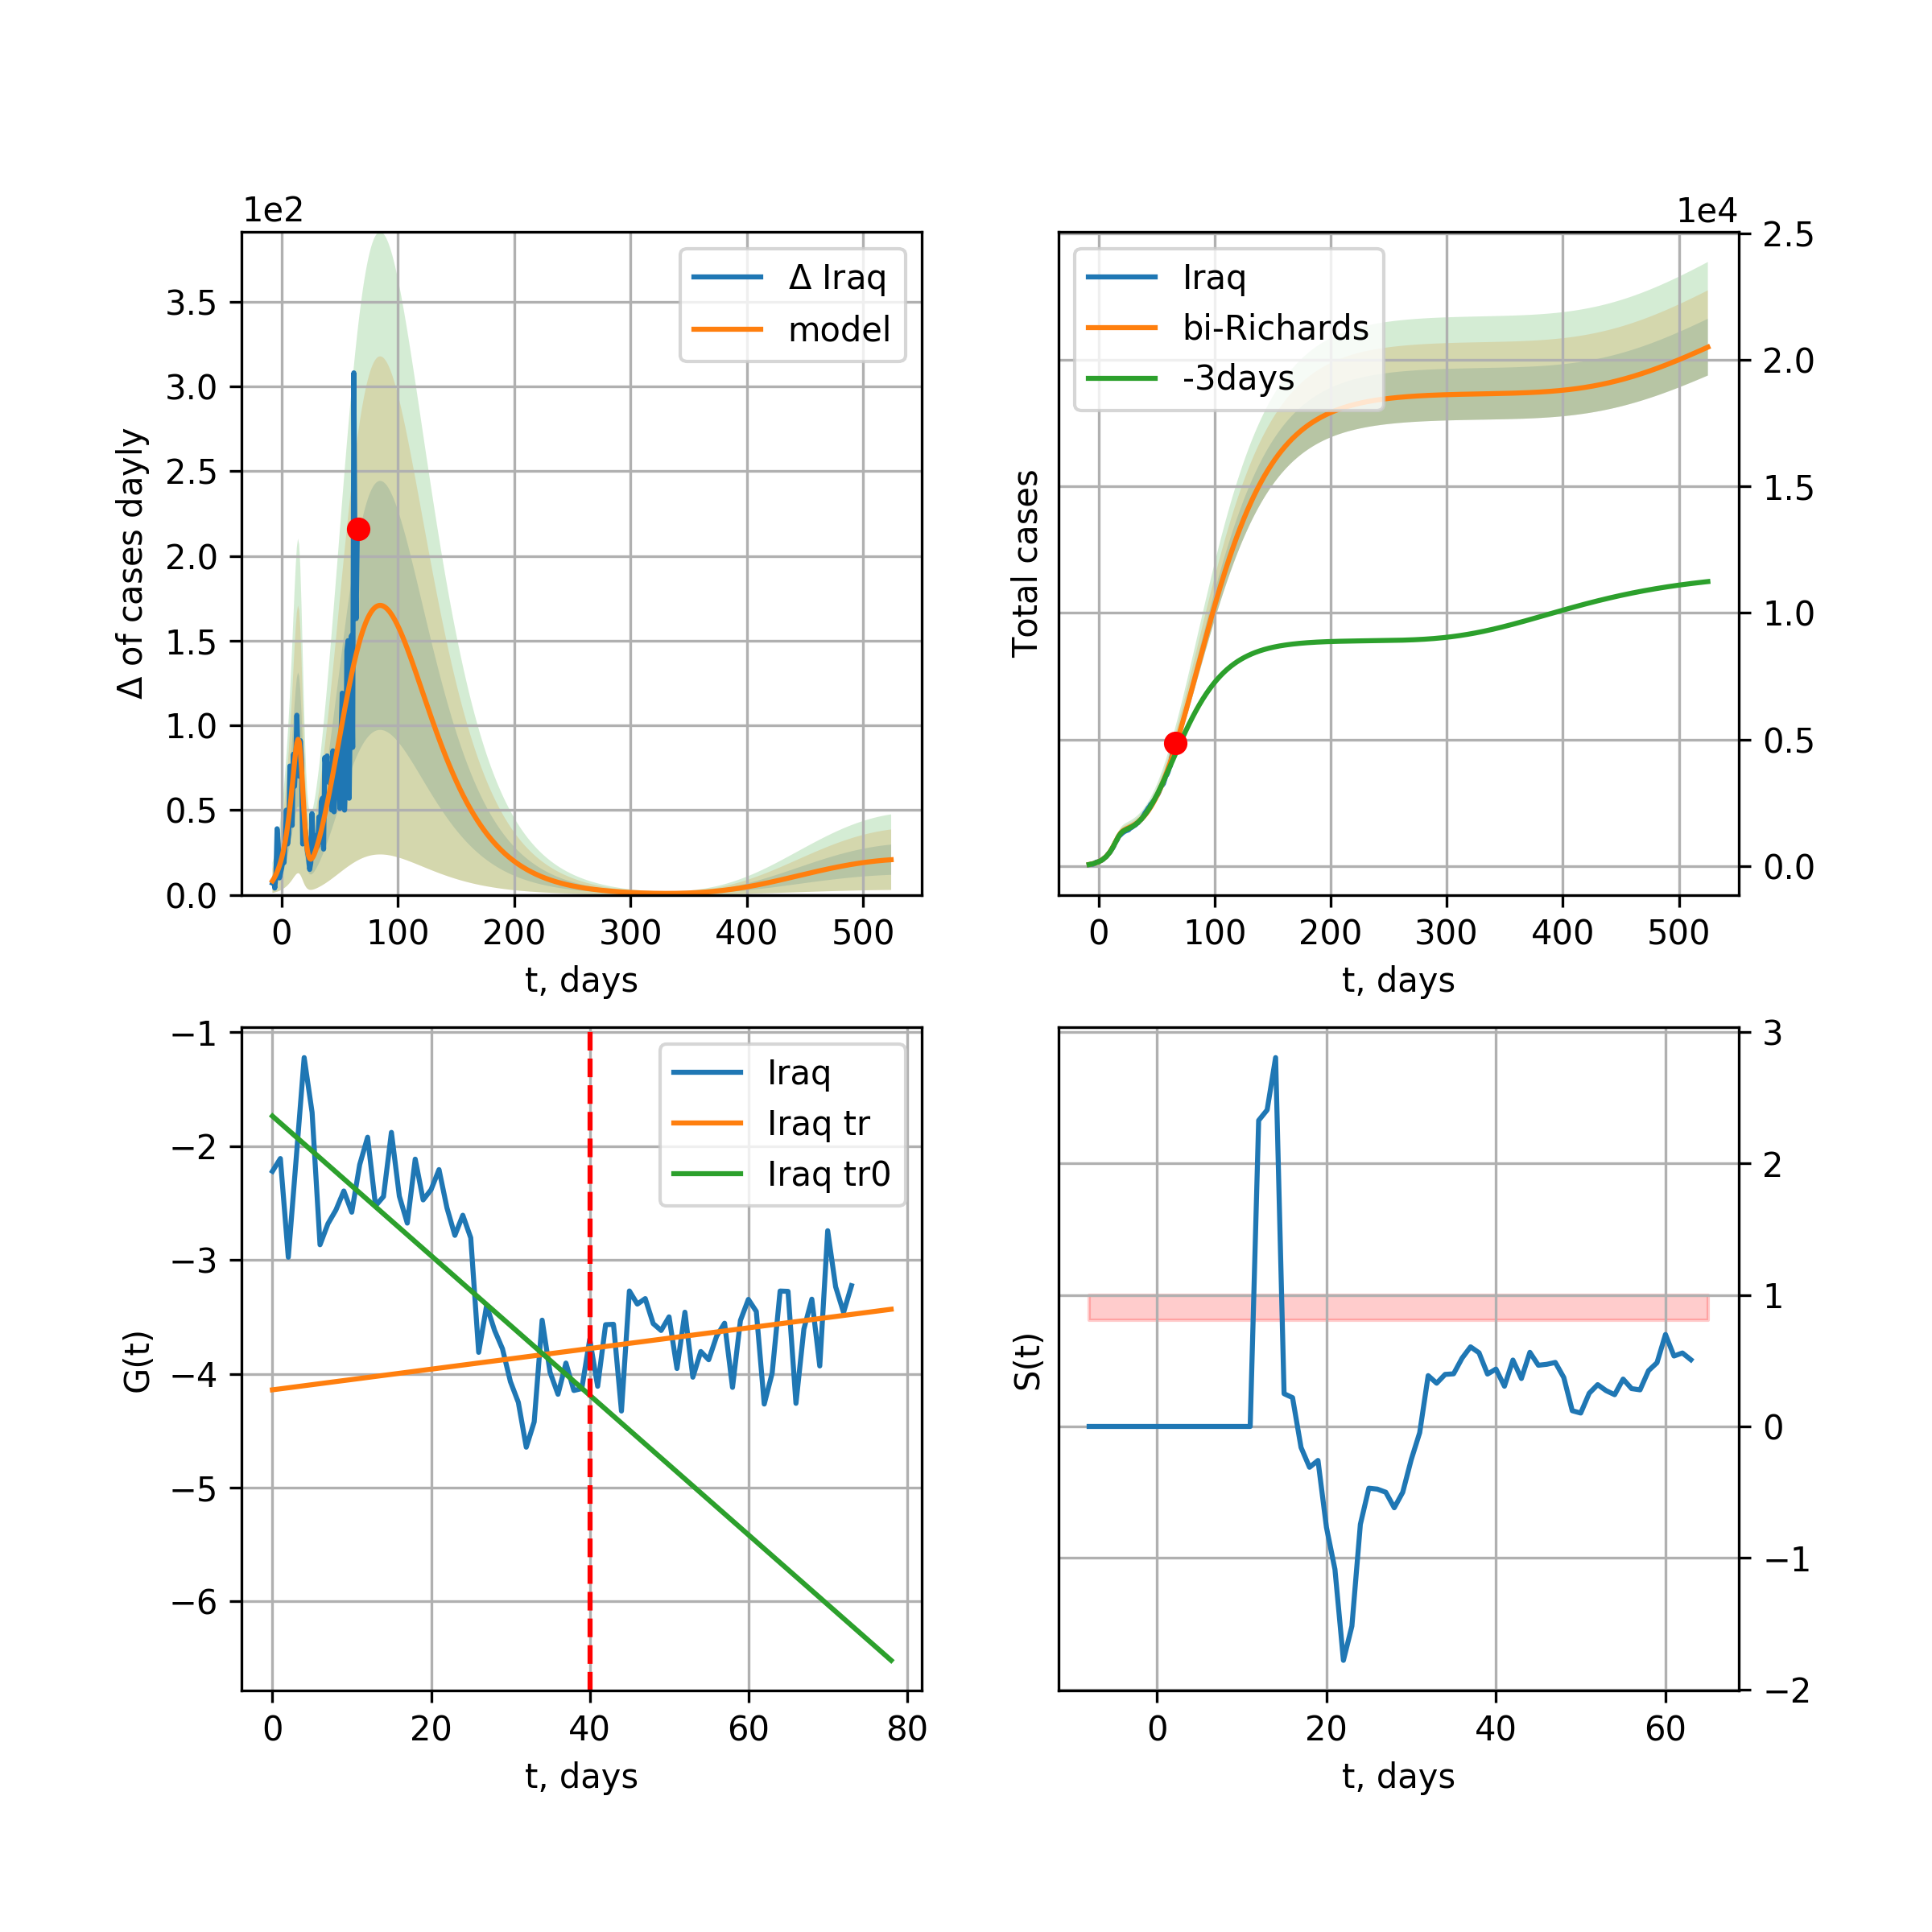 1e2
3.5
3.0
2.5
2.0
1.5
1.0
0.5
0.0
Δ of cases dayly
Δ Iraq
model
0 100 200 300 400 500
t, days
1e4
2.5
2.0
1.5
1.0
0.5
0.0
Total cases
Iraq
bi-Richards
-3days
0 100 200 300 400 500
t, days
−1
−2
−3
−4
−5
−6
G(t)
Iraq
Iraq tr
Iraq tr0
0 20 40 60 80
t, days
3
2
1
0
−1
−2
S(t)
0 20 40 60
t, days